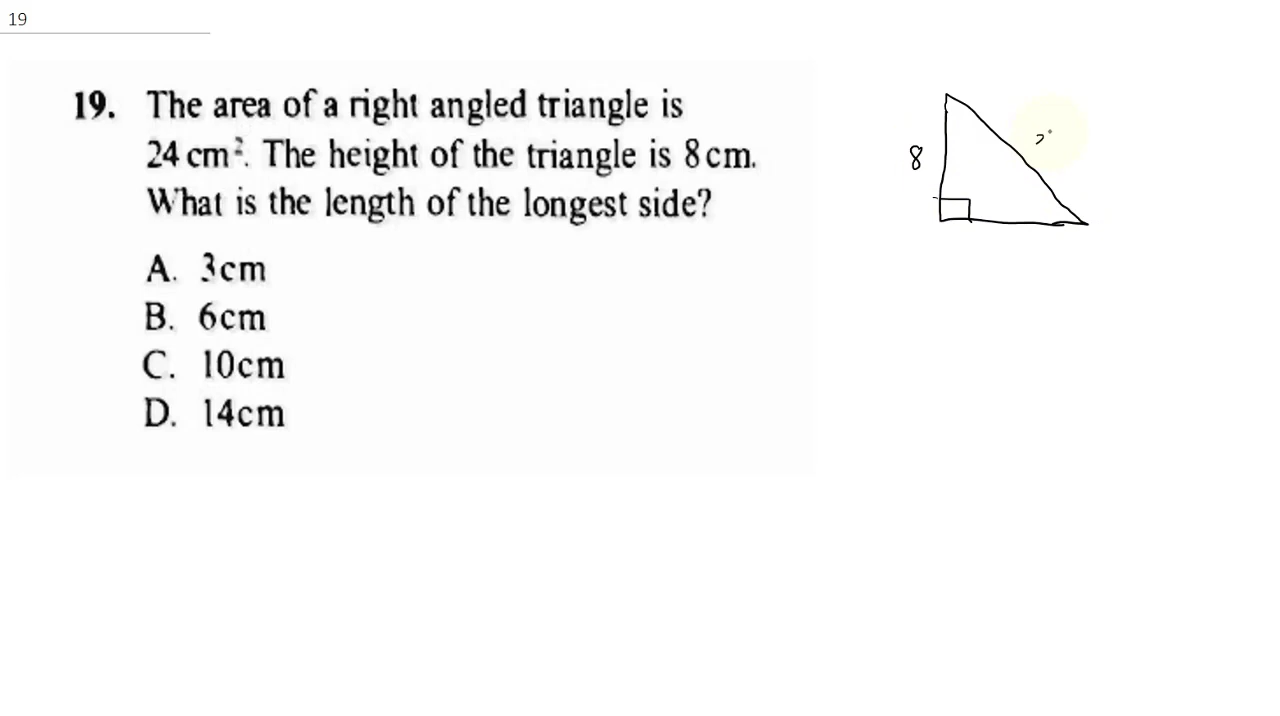 19
19. The area of a right angled triangle is
24 cm². The height of the triangle is 8 cm.
What is the length of the longest side?
A. 3cm
B. 6cm
C. 10cm
D. 14cm
8